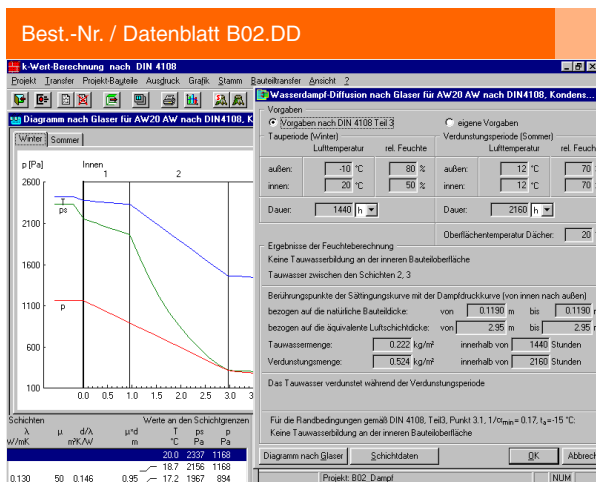 Best.-Nr. / Datenblatt B02.DD
k-Wert-Berechnung nach DIN 4108
Projekt Transfer Projekt-Bauteile Ausdruck Grafik Stamm Bauteiltransfer Ansicht ?
Diagramm nach Glaser für AW20 AW nach DIN4108, K
Winter Sommer
p [Pa]
Innen
1 2
2600
2100
1600
1100
600
100
T
ps
p
0.0 0.5 1.0 1.5 2.0 2.5 3.0 3
Schichten Werte an den Schichtgrenzen
λ µ d/λ µ*d T ps p
W/mK m²K/W m °C Pa Pa
20.0 2337 1168
18.7 2156 1168
0.130 50 0.146 0.95 17.2 1967 894
Wasserdampf-Diffusion nach Glaser für AW20 AW nach DIN4108, Kondens...
Vorgaben
Vorgaben nach DIN 4108 Teil 3 eigene Vorgaben
Tauperiode (Winter) Verdunstungsperiode (Sommer)
Lufttemperatur rel. Feuchte Lufttemperatur rel. Feuch
außen: -10 °C 80 % außen: 12 °C 70
innen: 20 °C 50 % innen: 12 °C 70
Dauer: 1440 h Dauer: 2160 h
Oberflächentemperatur Dächer: 20
Ergebnisse der Feuchteberechnung
Keine Tauwasserbildung an der inneren Bauteiloberfläche
Tauwasser zwischen den Schichten 2, 3
Berührungspunkte der Sättingungskurve mit der Dampfdruckkurve (von innen nach außen)
bezogen auf die natürliche Bauteildicke: von 0.1190 m bis 0.1190
bezogen auf die äquivalente Luftschichtdicke: von 2.95 m bis 2.95
Tauwassermenge: 0.222 kg/m² innerhalb von 1440 Stunden
Verdunstungsmenge: 0.524 kg/m² innerhalb von 2160 Stunden
Das Tauwasser verdunstet während der Verdunstungsperiode
Für die Randbedingungen gemäß DIN 4108, Teil3, Punkt 3.1, 1/αmin= 0.17, ta=-15 °C:
Keine Tauwasserbildung an der inneren Bauteiloberfläche
Diagramm nach Glaser Schichtdaten OK Abbrech
Projekt: B02_Dampf NUM